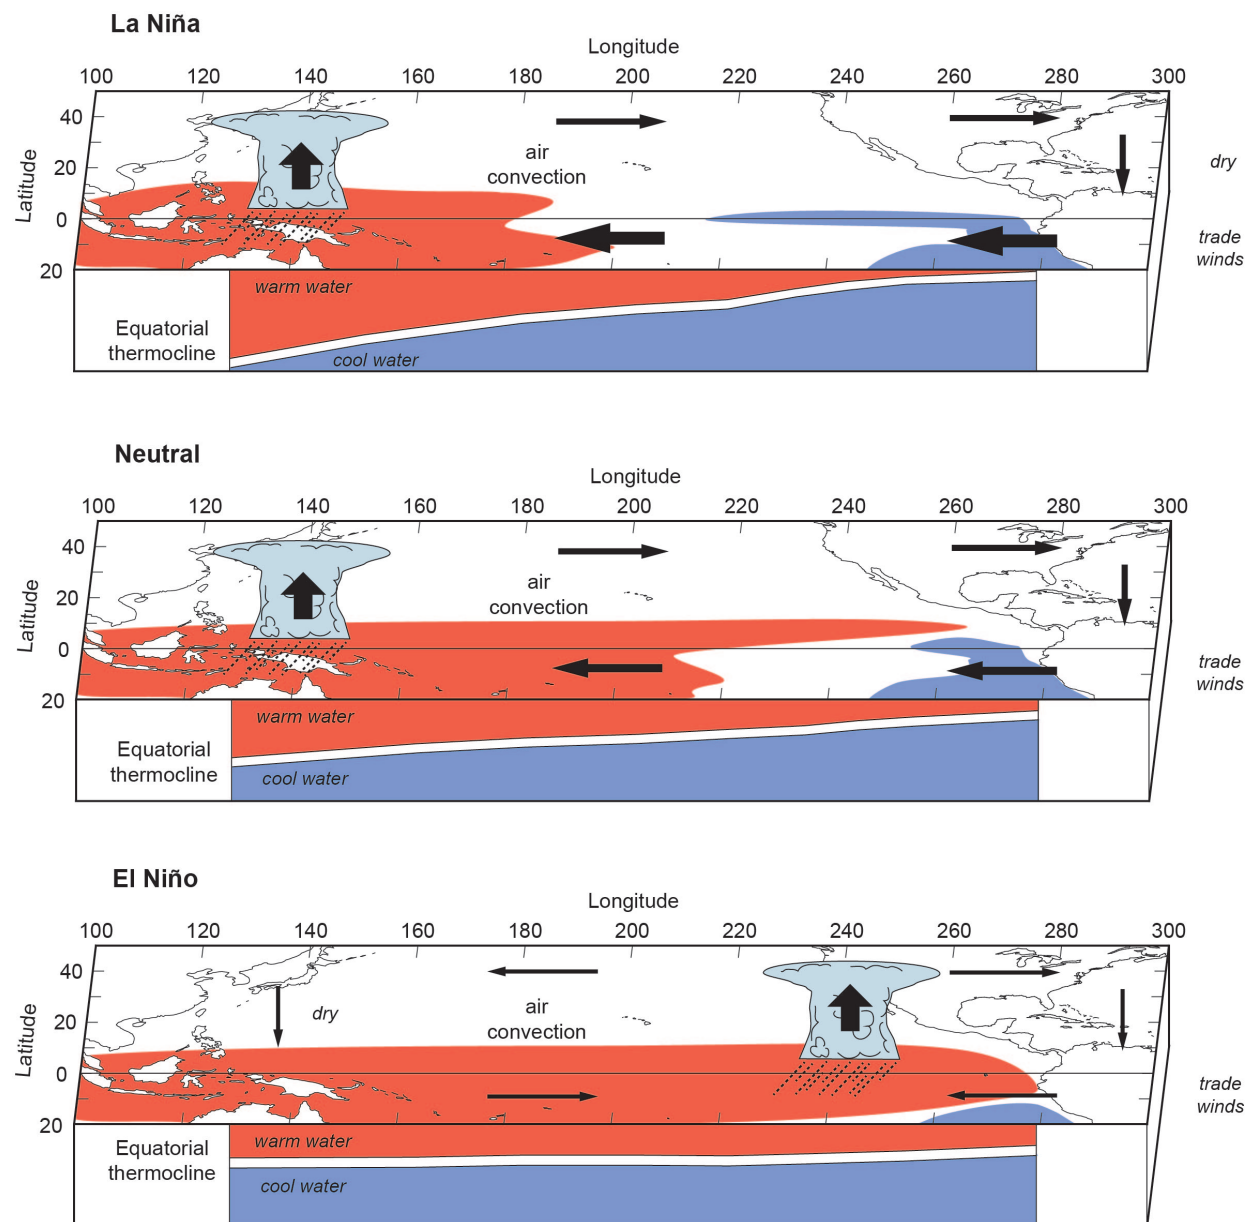 La Niña
Longitude
100 120 140 160 180 200 220 240 260 280 300
40
air
20
dry
convection
Latitude
0
trade
winds
20
warm water
Equatorial
thermocline
cool water
Neutral
Longitude
100 120 140 160 180 200 220 240 260 280 300
40
air
20
convection
Latitude
0
trade
winds
20
warm water
Equatorial
thermocline
cool water
El Niño
Longitude
100 120 140 160 180 200 220 240 260 280 300
40
dry
air
20
convection
Latitude
0
trade
winds
20
warm water
Equatorial
thermocline
cool water